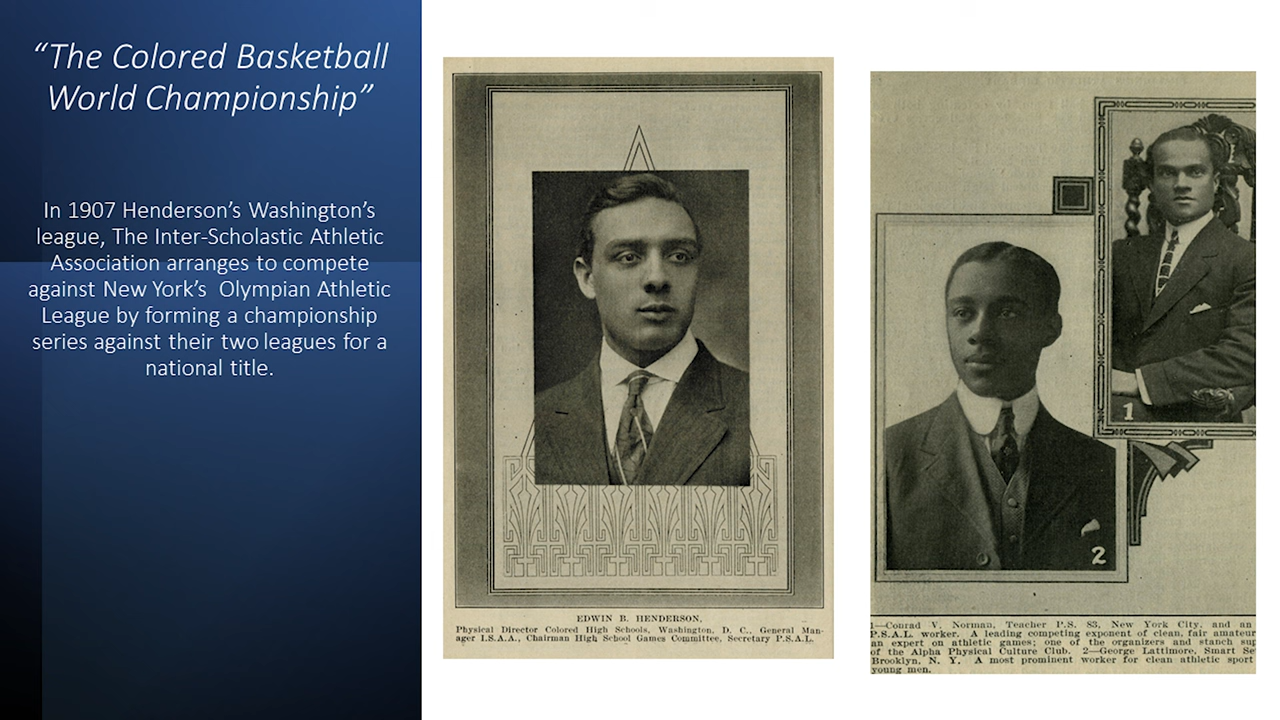 “The Colored Basketball
World Championship”
In 1907 Henderson’s Washington’s
league, The Inter-Scholastic Athletic
Association arranges to compete
against New York’s Olympian Athletic
League by forming a championship
series against their two leagues for a
national title.
EDWIN B. HENDERSON,
Physical Director Colored High Schools, Washington, D. C., General Man-
ager I.S.A.A., Chairman High School Games Committee, Secretary P.S.A.L.
1
2
1—Conrad V. Norman, Teacher P.S. 83, New York City, and an
P.S.A.L. worker. A leading competing exponent of clean, fair amateur
an expert on athletic games; one of the organizers and stanch sup
of the Alpha Physical Culture Club. 2—George Lattimore, Smart Se
Brooklyn, N. Y. A most prominent worker for clean athletic sport
young men.